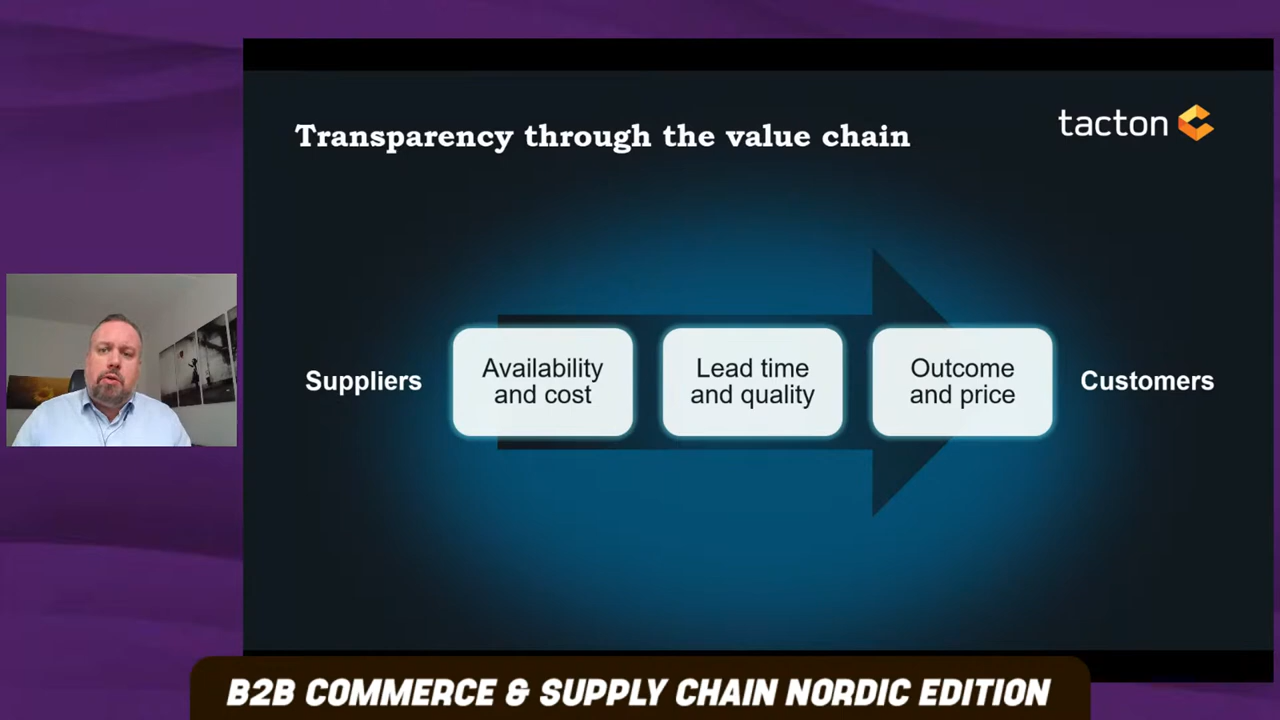 Transparency through the value chain
tacton
Suppliers
Availability
and cost
Lead time
and quality
Outcome
and price
Customers
B2B COMMERCE & SUPPLY CHAIN NORDIC EDITION